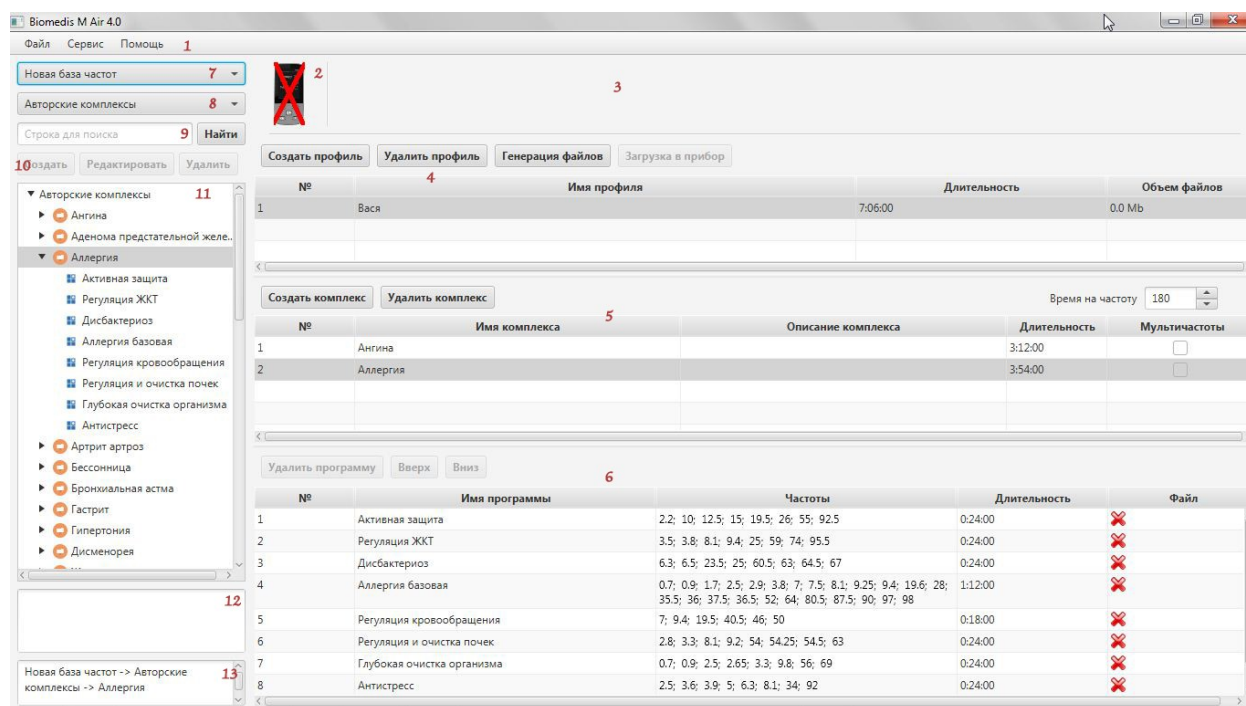 Biomedis M Air 4.0
Файл Сервис Помощь 1
Новая база частот 7
Авторские комплексы 8
Строка для поиска 9 Найти
10 Создать Редактировать Удалить
Авторские комплексы 11
Ангина
Аденома предстательной желе..
Аллергия
Активная защита
Регуляция ЖКТ
Дисбактериоз
Аллергия базовая
Регуляция кровообращения
Регуляция и очистка почек
Глубокая очистка организма
Антистресс
Артрит артроз
Бессонница
Бронхиальная астма
Гастрит
Гипертония
Дисменорея
12
Новая база частот -> Авторские 13
комплексы -> Аллергия
2
3
Создать профиль Удалить профиль Генерация файлов Загрузка в прибор
4
№ Имя профиля Длительность Объем файлов
1 Вася 7:06:00 0.0 Mb
Создать комплекс Удалить комплекс Время на частоту 180
5
№ Имя комплекса Описание комплекса Длительность Мультичастоты
1 Ангина 3:12:00
2 Аллергия 3:54:00
Удалить программу Вверх Вниз
6
№ Имя программы Частоты Длительность Файл
1 Активная защита 2.2; 10; 12.5; 15; 19.5; 26; 55; 92.5 0:24:00
2 Регуляция ЖКТ 3.5; 3.8; 8.1; 9.4; 25; 59; 74; 95.5 0:24:00
3 Дисбактериоз 6.3; 6.5; 23.5; 25; 60.5; 63; 64.5; 67 0:24:00
4 Аллергия базовая 0.7; 0.9; 1.7; 2.5; 2.9; 3.8; 7; 7.5; 8.1; 9.25; 9.4; 19.6; 28; 1:12:00
35.5; 36; 37.5; 36.5; 52; 64; 80.5; 87.5; 90; 97; 98
5 Регуляция кровообращения 7; 9.4; 19.5; 40.5; 46; 50 0:18:00
6 Регуляция и очистка почек 2.8; 3.3; 8.1; 9.2; 54; 54.25; 54.5; 63 0:24:00
7 Глубокая очистка организма 0.7; 0.9; 2.5; 2.65; 3.3; 9.8; 56; 69 0:24:00
8 Антистресс 2.5; 3.6; 3.9; 5; 6.3; 8.1; 34; 92 0:24:00